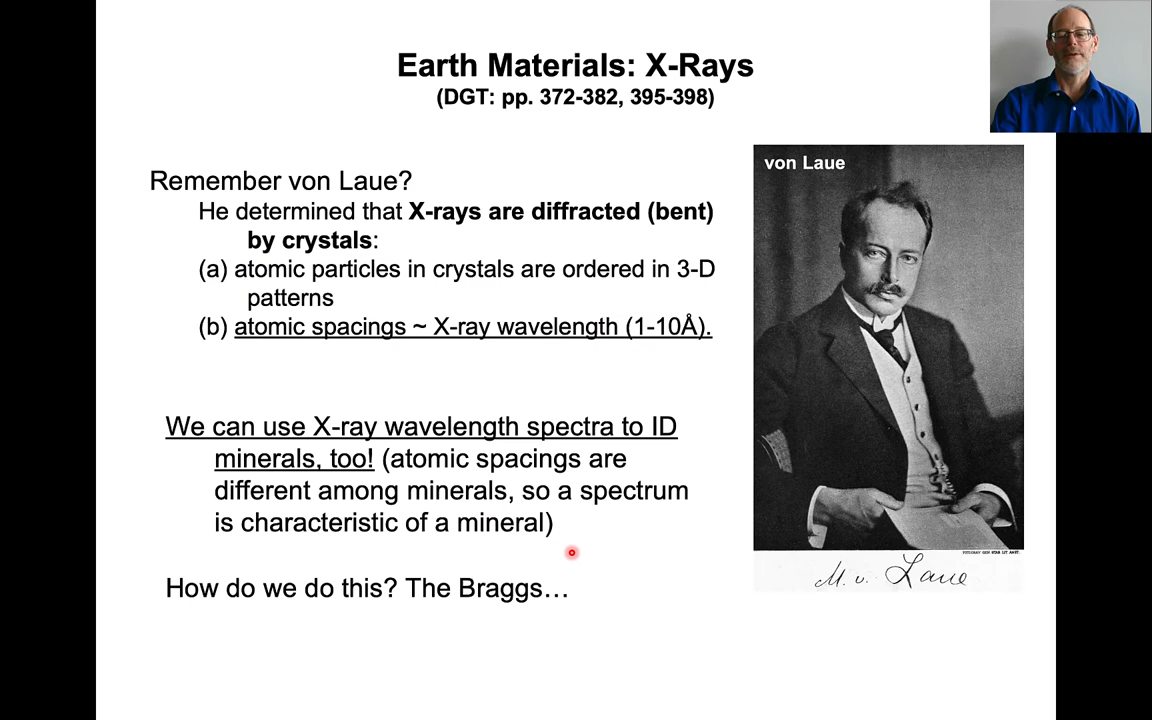 Earth Materials: X-Rays
(DGT: pp. 372-382, 395-398)
von Laue
Remember von Laue?
He determined that X-rays are diffracted (bent)
by crystals:
(a) atomic particles in crystals are ordered in 3-D
patterns
(b) atomic spacings ~ X-ray wavelength (1-10Å).
We can use X-ray wavelength spectra to ID
minerals, too! (atomic spacings are
different among minerals, so a spectrum
is characteristic of a mineral)
How do we do this? The Braggs…
M. v. Laue